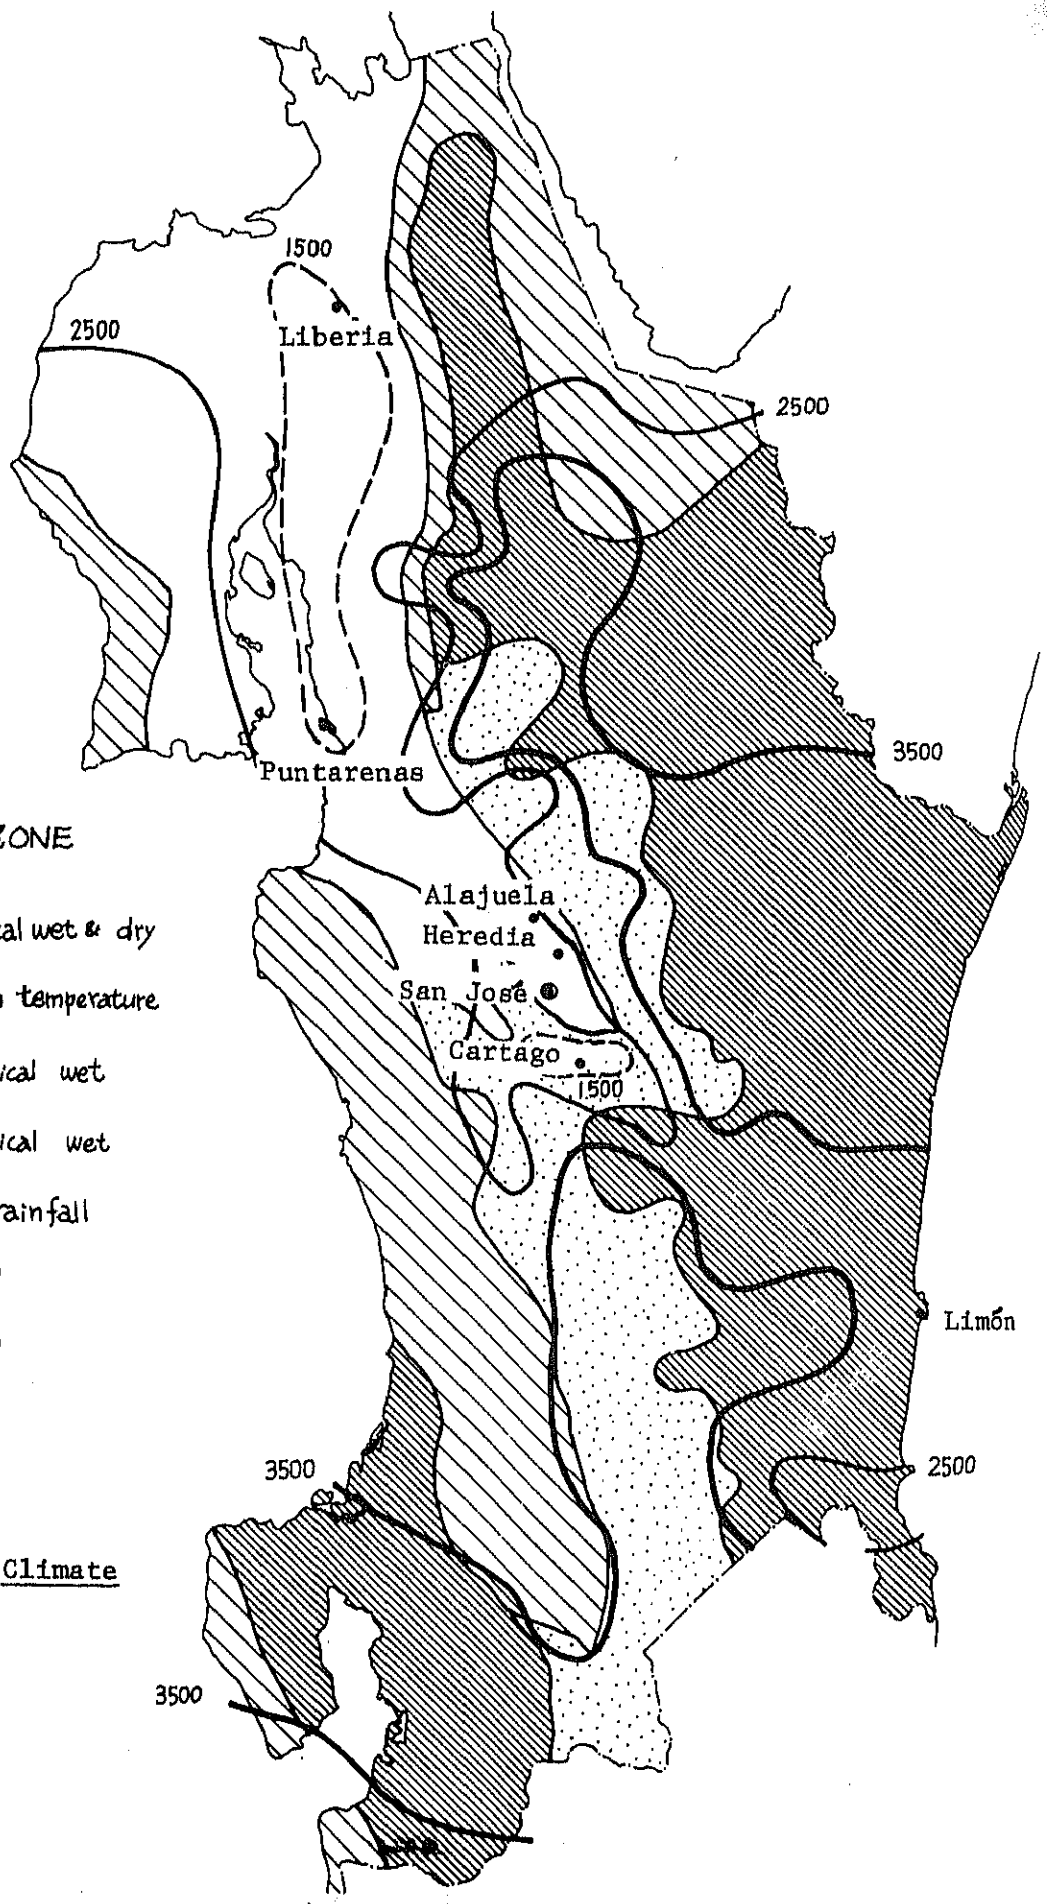 1500
Liberia
2500
2500
3500
Puntarenas
ZONE
Alajuela
cal wet & dry
Heredia
temperature
San José
Cartago
ical wet
1500
ical wet
rainfall
Limón
3500
2500
Climate
3500